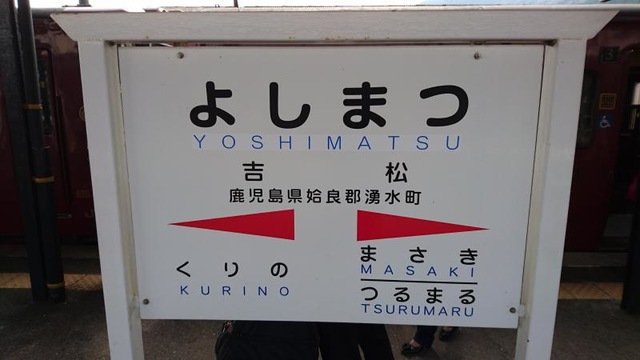 よしまつ
YOSHIMATSU
吉松
鹿児島県姶良郡湧水町
くりの
KURINO
まさき
MASAKI
つるまる
TSURUMARU